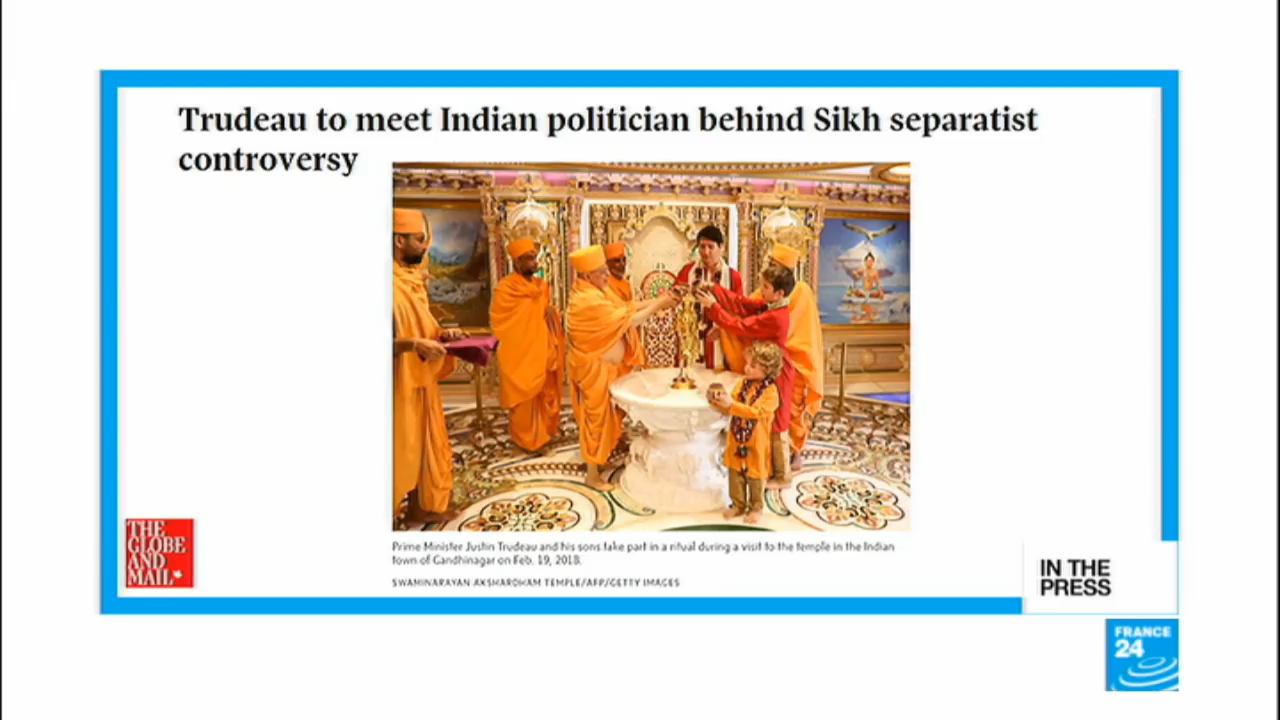 Trudeau to meet Indian politician behind Sikh separatist
controversy
Prime Minister Justin Trudeau and his sons take part in a ritual during a visit to the temple in the Indian
town of Gandhinagar on Feb. 19, 2018.
SWAMINARAYAN AKSHARDHAM TEMPLE/AFP/GETTY IMAGES
THE
GLOBE
AND
MAIL
IN THE
PRESS
FRANCE
24